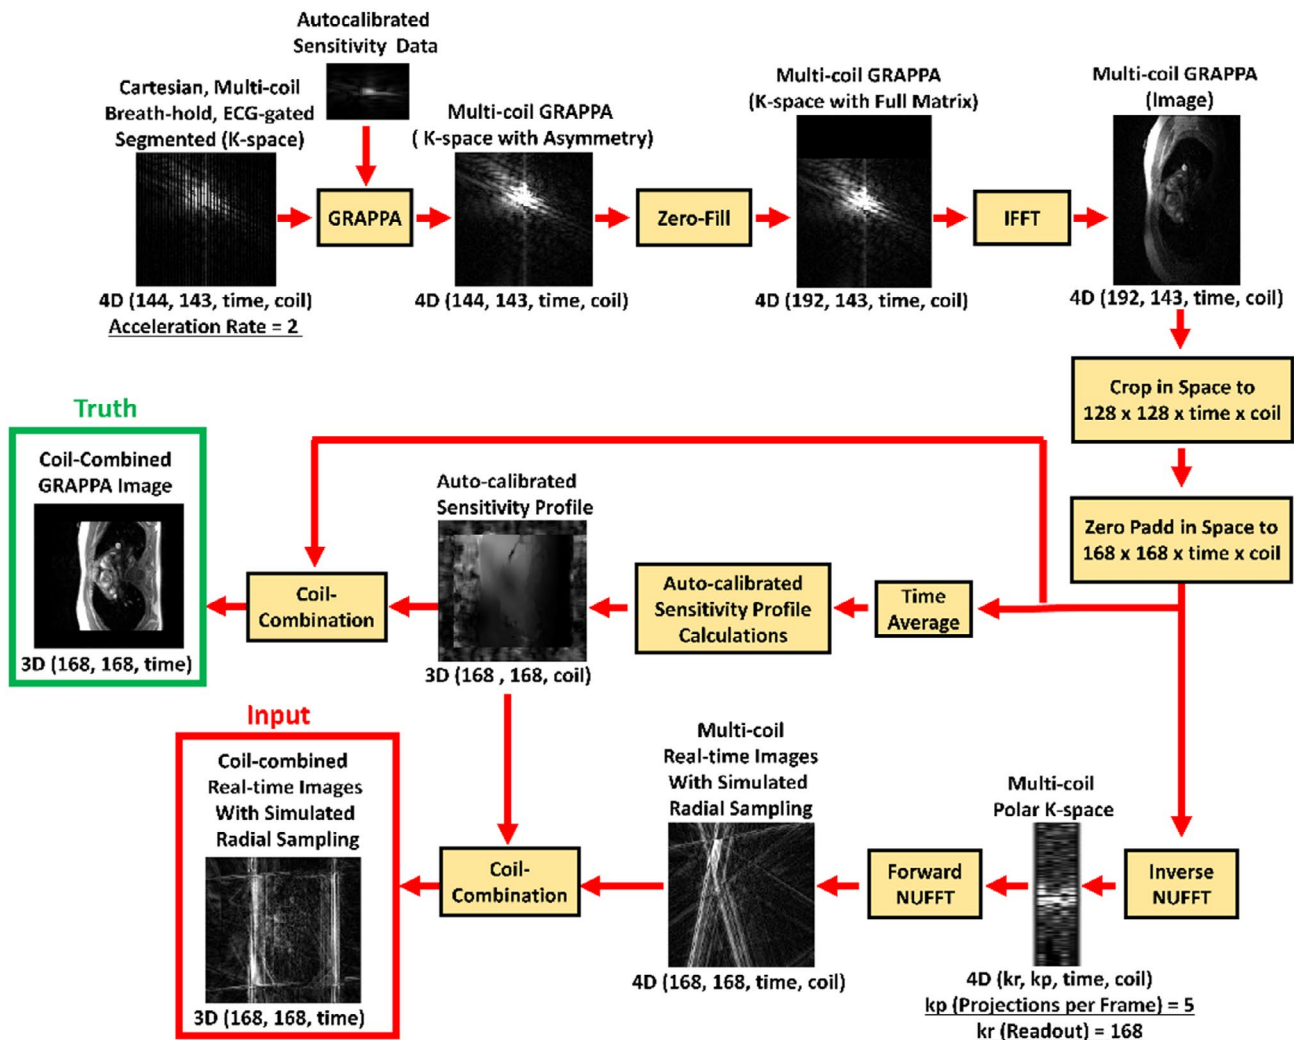 Autocalibrated
Sensitivity Data
Cartesian, Multi-coil
Breath-hold, ECG-gated
Segmented (K-space)
4D (144, 143, time, coil)
Acceleration Rate = 2
GRAPPA
Multi-coil GRAPPA
( K-space with Asymmetry)
4D (144, 143, time, coil)
Zero-Fill
Multi-coil GRAPPA
(K-space with Full Matrix)
4D (192, 143, time, coil)
IFFT
Multi-coil GRAPPA
(Image)
4D (192, 143, time, coil)
Crop in Space to
128 x 128 x time x coil
Zero Padd in Space to
168 x 168 x time x coil
Time
Average
Auto-calibrated
Sensitivity Profile
Calculations
Auto-calibrated
Sensitivity Profile
3D (168 , 168, coil)
Coil-
Combination
Truth
Coil-Combined
GRAPPA Image
3D (168, 168, time)
Inverse
NUFFT
Multi-coil
Polar K-space
4D (kr, kp, time, coil)
kp (Projections per Frame) = 5
kr (Readout) = 168
Forward
NUFFT
Multi-coil
Real-time Images
With Simulated
Radial Sampling
4D (168, 168, time, coil)
Coil-
Combination
Input
Coil-combined
Real-time Images
With Simulated
Radial Sampling
3D (168, 168, time)